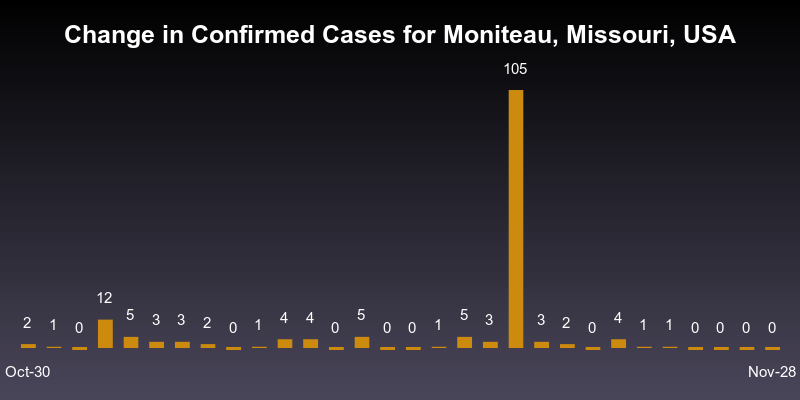 Change in Confirmed Cases for Moniteau, Missouri, USA
105
12
2 1 0 5 3 3 2 0 1 4 4 0 5 0 0 1 5 3 3 2 0 4 1 1 0 0 0 0
Oct-30 Nov-28